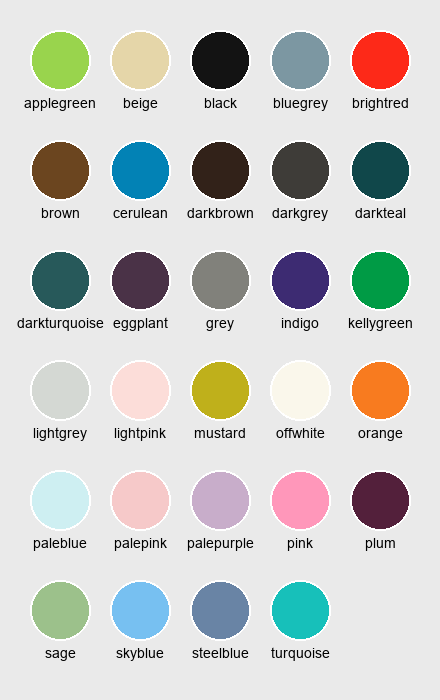 applegreen beige black bluegrey brightred
brown cerulean darkbrown darkgrey darkteal
darkturquoise eggplant grey indigo kellygreen
lightgrey lightpink mustard offwhite orange
paleblue palepink palepurple pink plum
sage skyblue steelblue turquoise